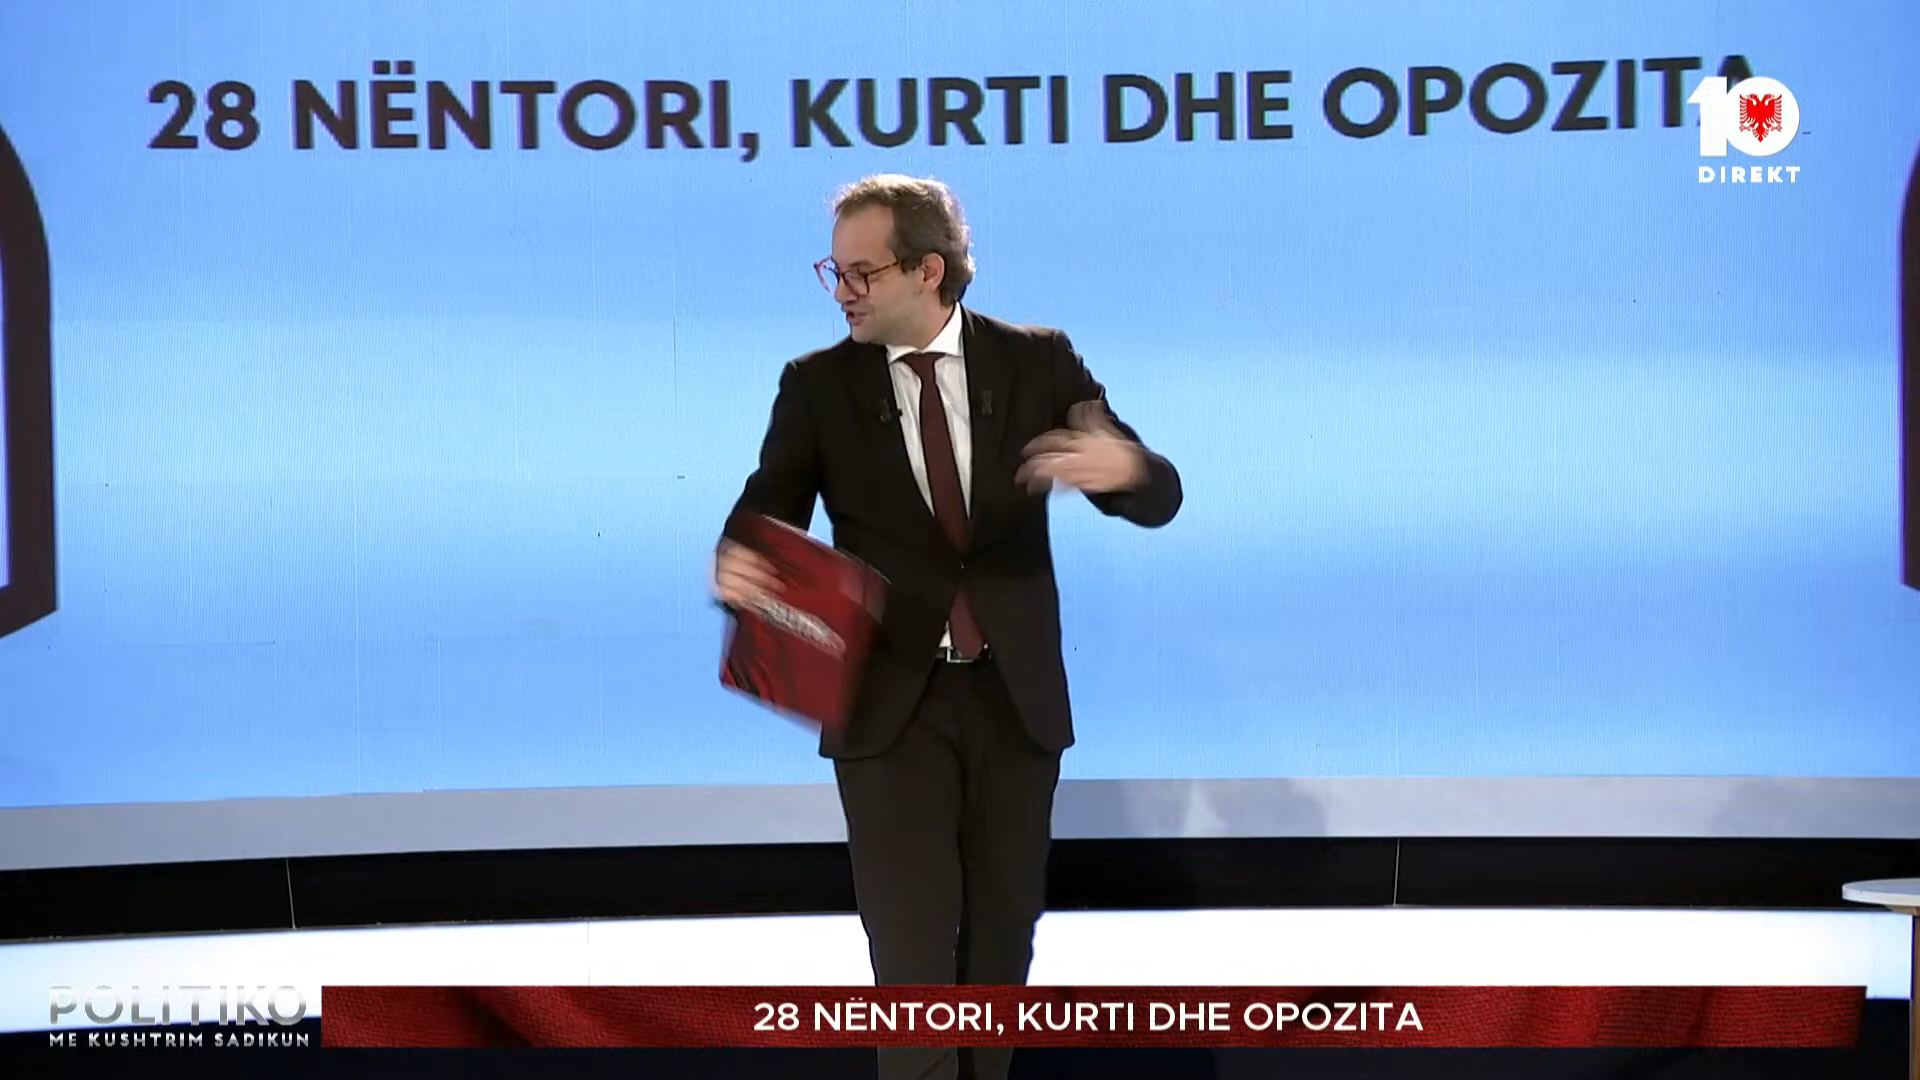 28 NËNTORI, KURTI DHE OPOZITA
10
DIREKT
POLITIKO
ME KUSHTRIM SADIKUN
28 NËNTORI, KURTI DHE OPOZITA